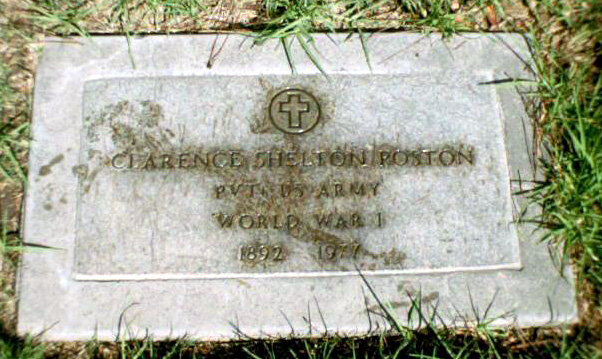 CLARENCE SHELTON POSTON
PVT US ARMY
WORLD WAR I
1892 1977